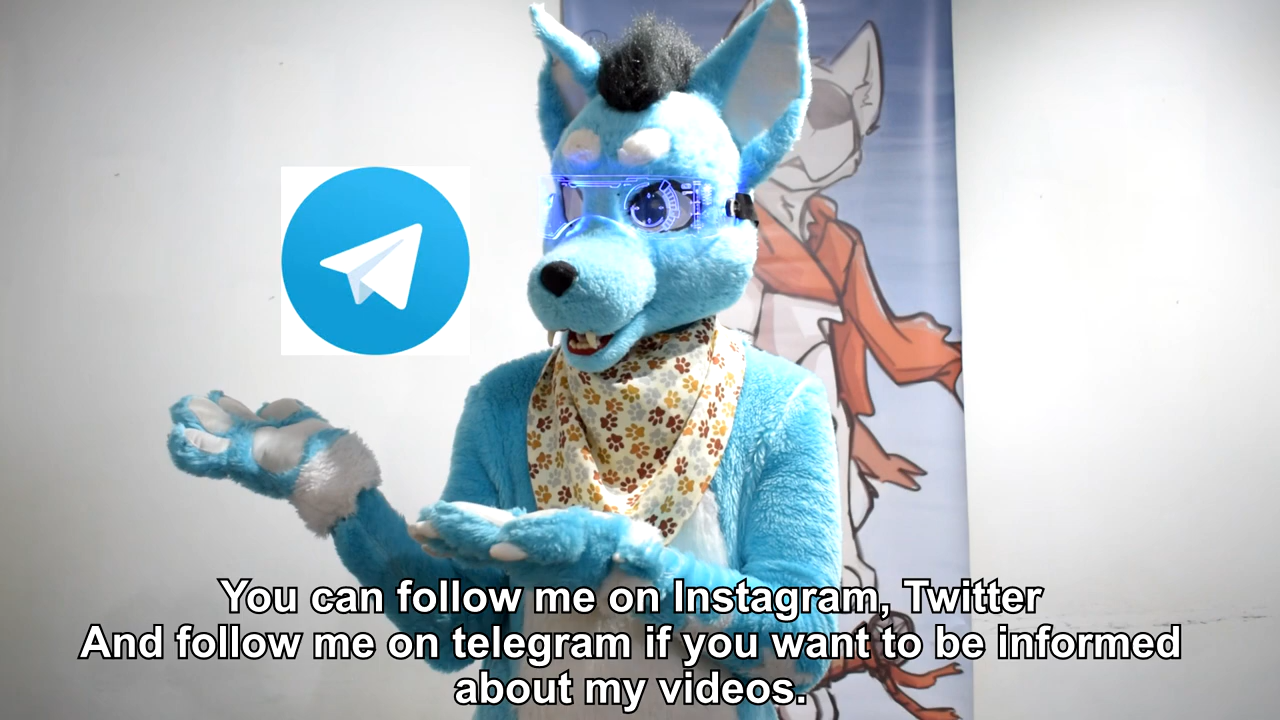 You can follow me on Instagram, Twitter
And follow me on telegram if you want to be informed
about my videos.